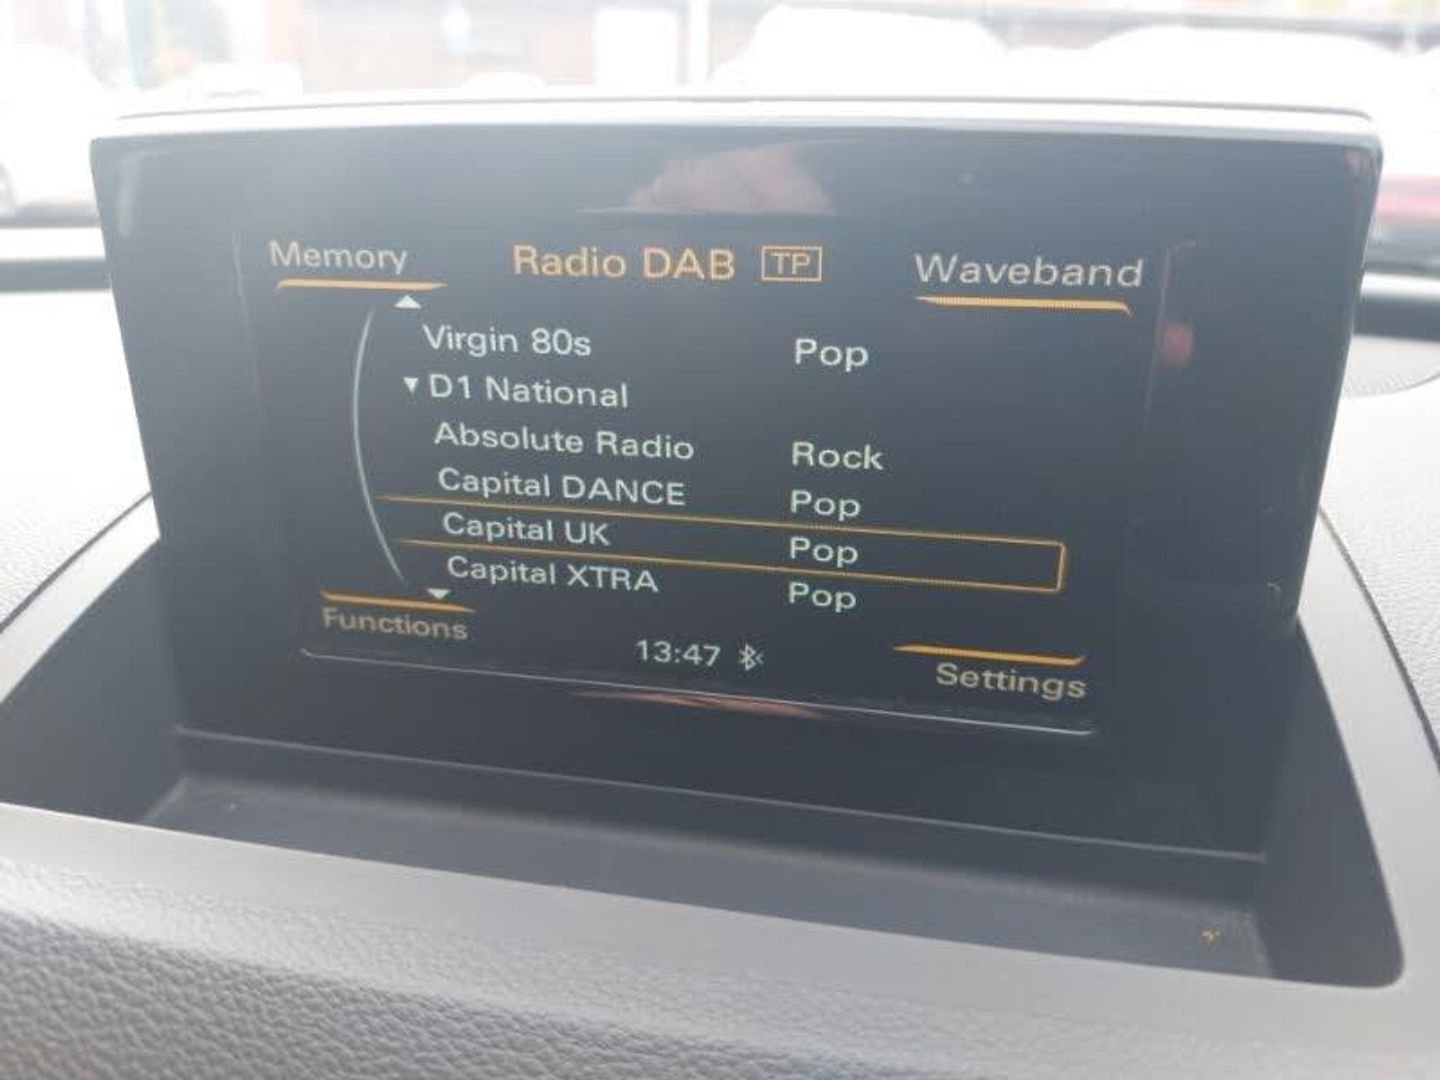 Memory Radio DAB TP Waveband
Virgin 80s Pop
D1 National
Absolute Radio Rock
Capital DANCE Pop
Capital UK Pop
Capital XTRA Pop
Functions 13:47 Settings